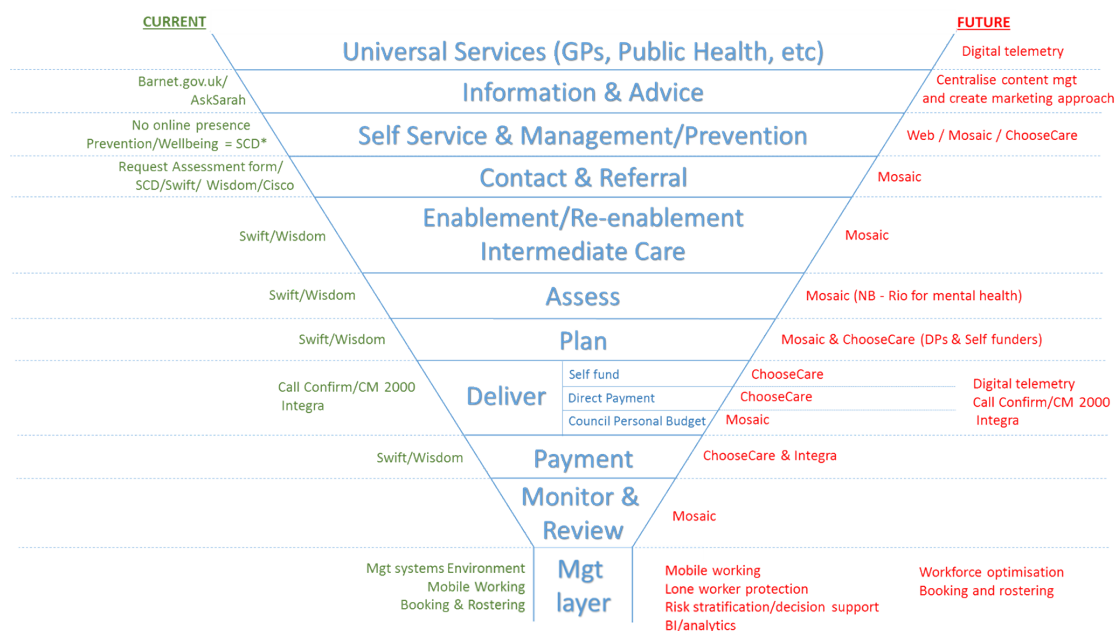 CURRENT
FUTURE
Universal Services (GPs, Public Health, etc)
Digital telemetry
Barnet.gov.uk/
AskSarah
Information & Advice
Centralise content mgt
and create marketing approach
No online presence
Prevention/Wellbeing = SCD*
Self Service & Management/Prevention
Web / Mosaic / ChooseCare
Request Assessment form/
SCD/Swift/ Wisdom/Cisco
Contact & Referral
Mosaic
Swift/Wisdom
Enablement/Re-enablement
Intermediate Care
Mosaic
Swift/Wisdom
Assess
Mosaic (NB - Rio for mental health)
Swift/Wisdom
Plan
Mosaic & ChooseCare (DPs & Self funders)
Call Confirm/CM 2000
Integra
Deliver
Self fund
ChooseCare
Direct Payment
ChooseCare
Council Personal Budget
Mosaic
Digital telemetry
Call Confirm/CM 2000
Integra
Swift/Wisdom
Payment
ChooseCare & Integra
Monitor &
Review
Mosaic
Mgt systems Environment
Mobile Working
Booking & Rostering
Mgt
layer
Mobile working
Lone worker protection
Risk stratification/decision support
BI/analytics
Workforce optimisation
Booking and rostering